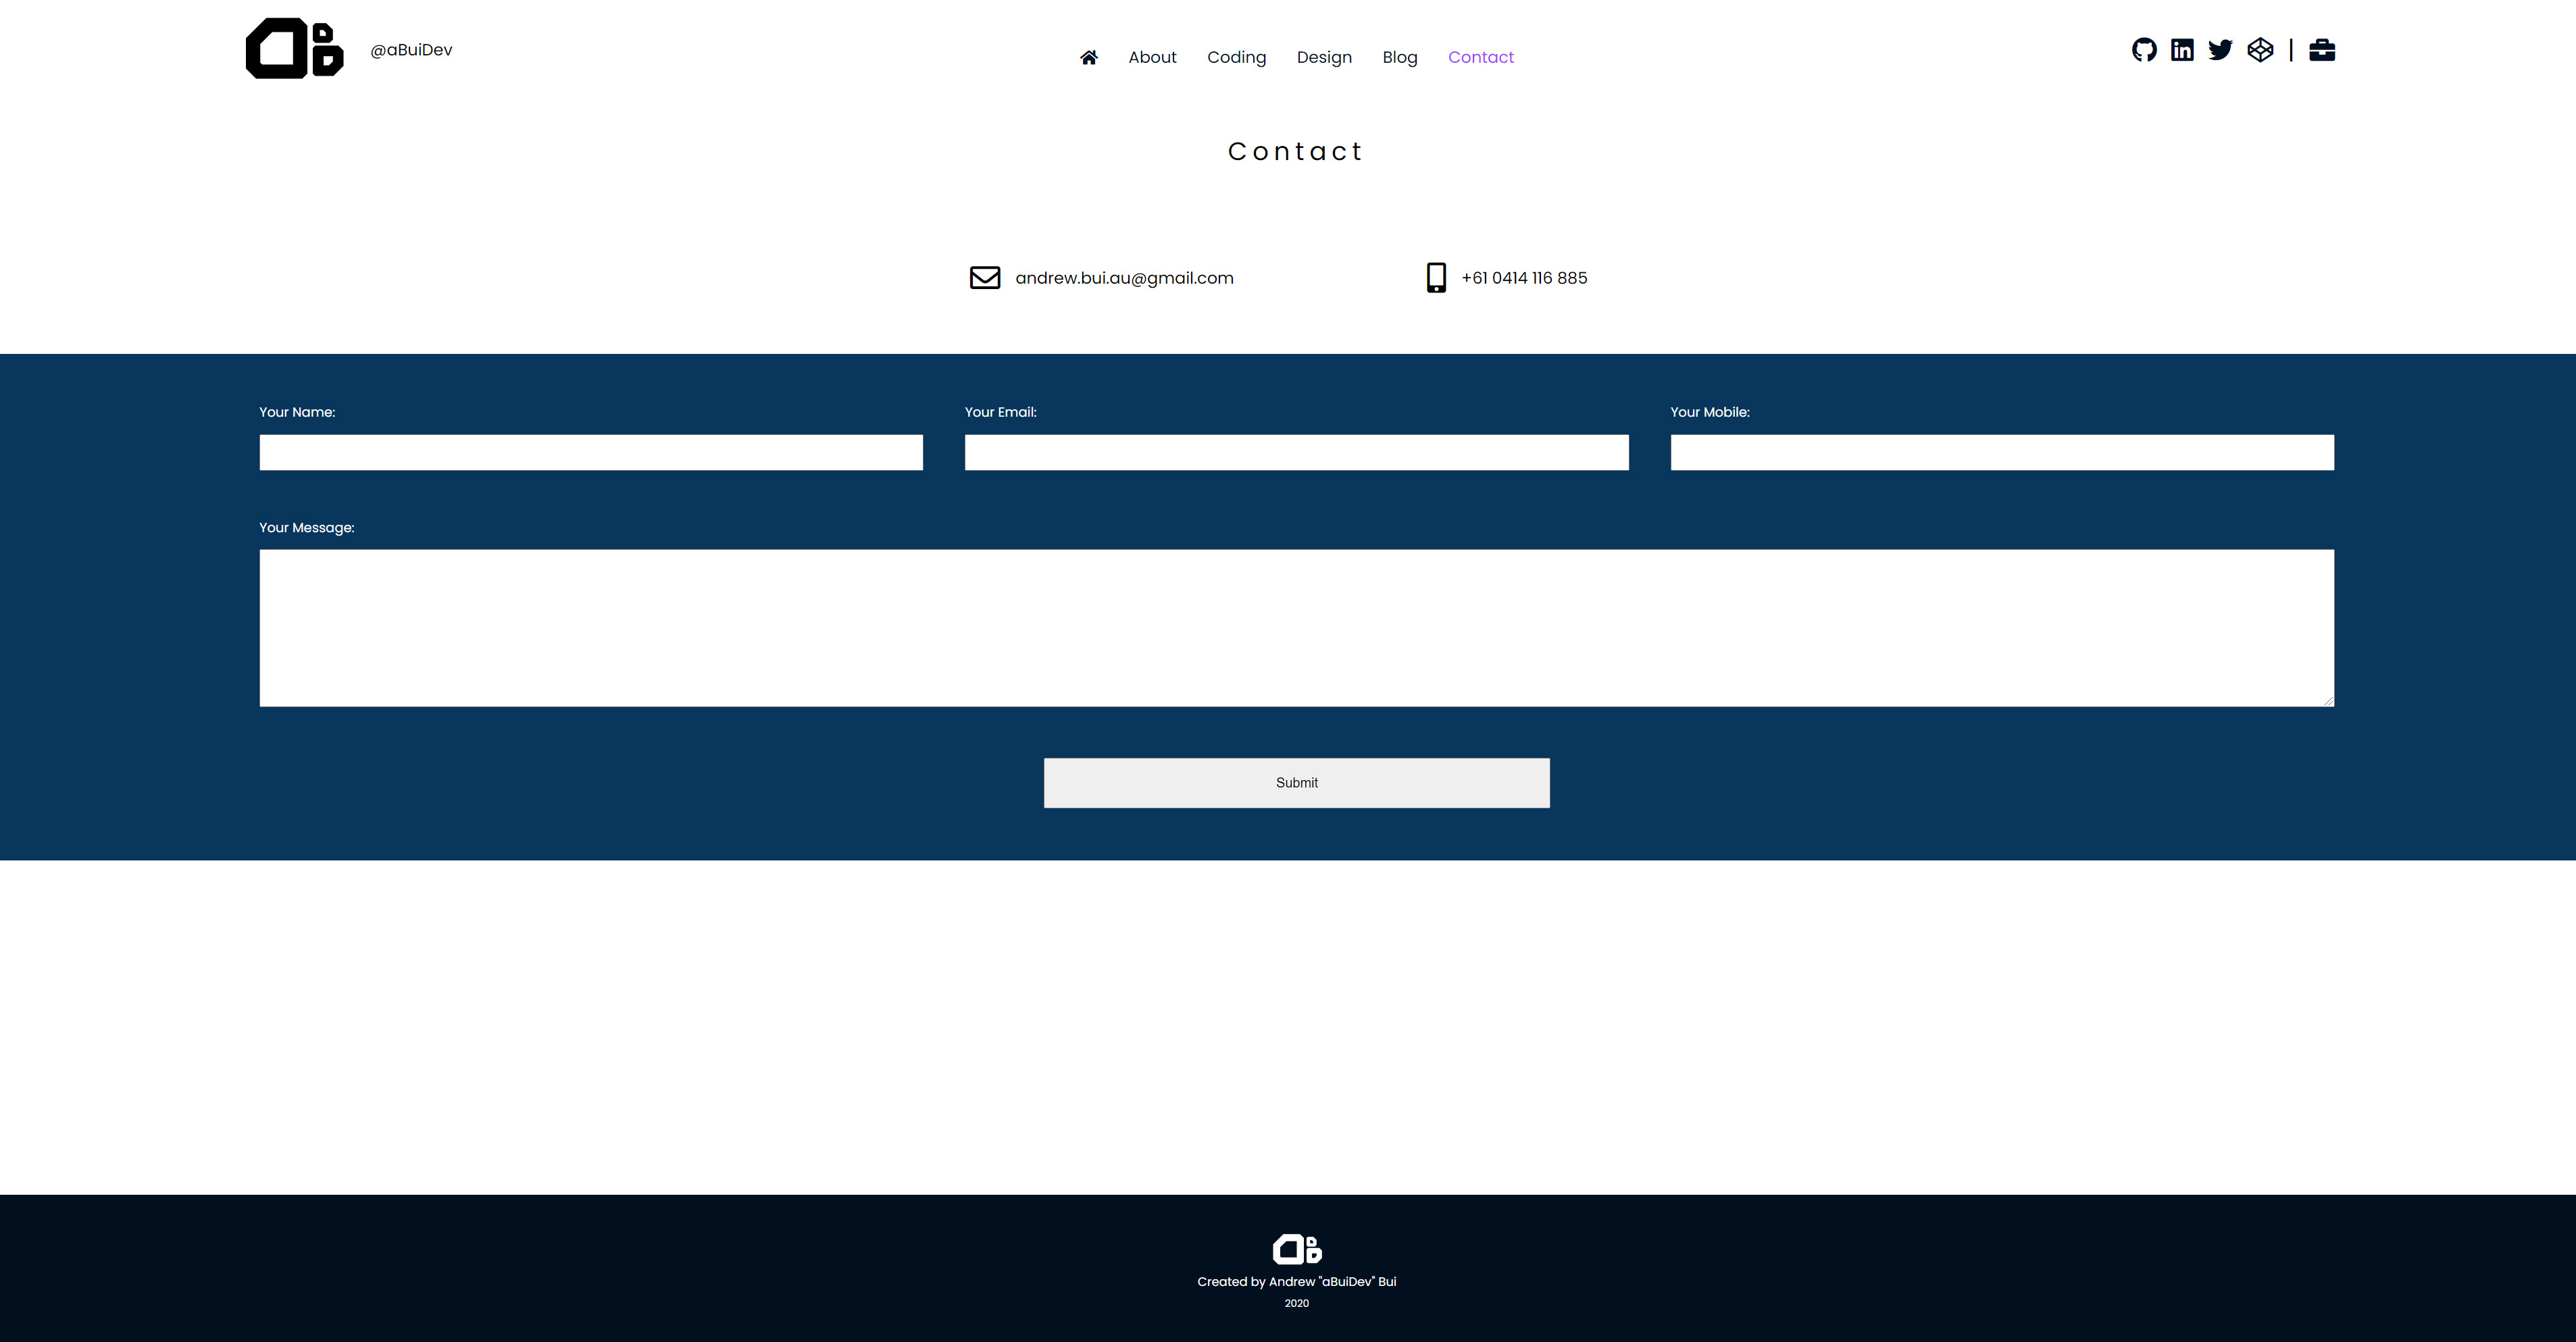 @aBuiDev
About Coding Design Blog Contact
Contact
andrew.bui.au@gmail.com +61 0414 116 885
Your Name: Your Email: Your Mobile:
Your Message:
Submit
Created by Andrew "aBuiDev" Bui
2020